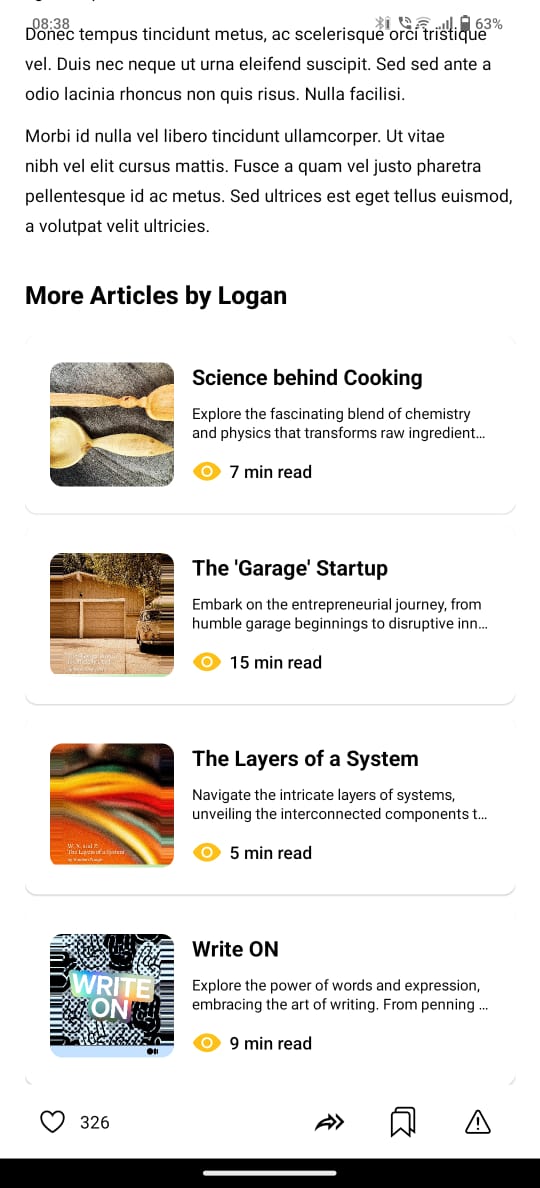 08:38
63%
Donec tempus tincidunt metus, ac scelerisque orci tristique
vel. Duis nec neque ut urna eleifend suscipit. Sed sed ante a
odio lacinia rhoncus non quis risus. Nulla facilisi.
Morbi id nulla vel libero tincidunt ullamcorper. Ut vitae
nibh vel elit cursus mattis. Fusce a quam vel justo pharetra
pellentesque id ac metus. Sed ultrices est eget tellus euismod,
a volutpat velit ultricies.
More Articles by Logan
Science behind Cooking
Explore the fascinating blend of chemistry
and physics that transforms raw ingredient...
7 min read
The 'Garage' Startup
Embark on the entrepreneurial journey, from
humble garage beginnings to disruptive inn...
15 min read
The Layers of a System
Navigate the intricate layers of systems,
unveiling the interconnected components t...
The Layers of a System
5 min read
Write ON
Explore the power of words and expression,
embracing the art of writing. From penning ...
WRITE
ON
9 min read
326